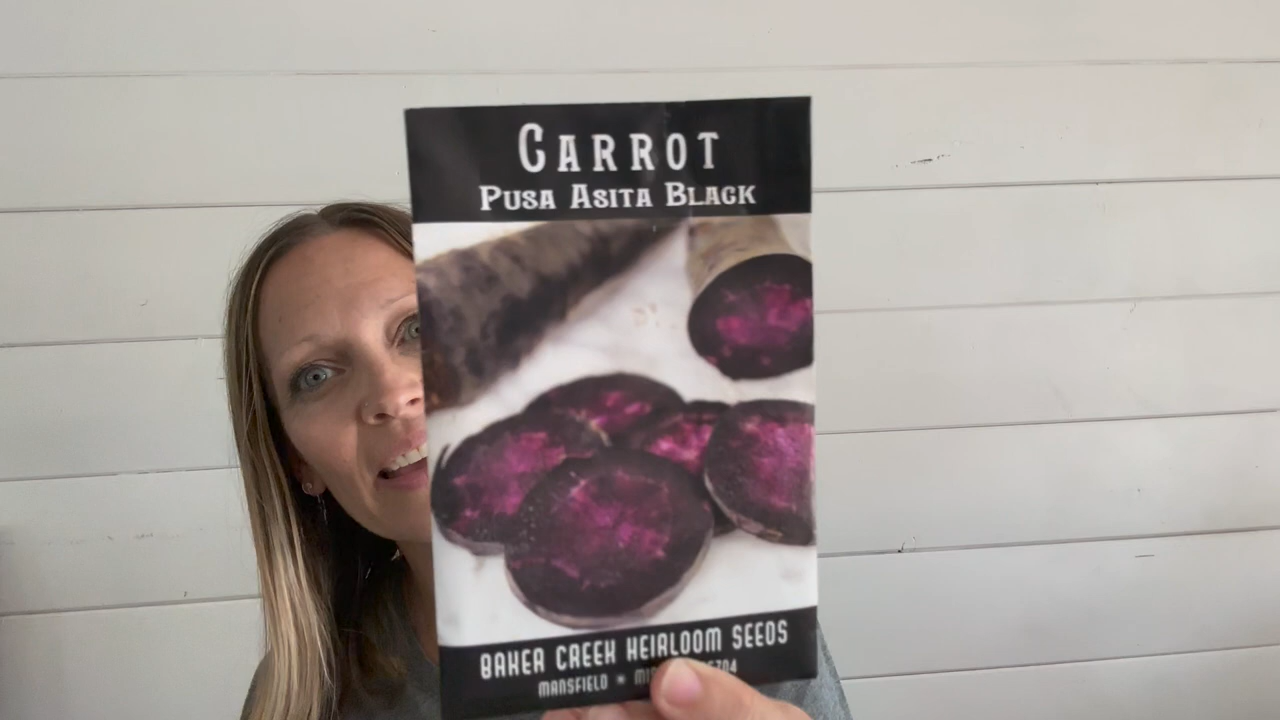 CARROT
PUSA ASITA BLACK
BAKER CREEK HEIRLOOM SEEDS
MANSFIELD